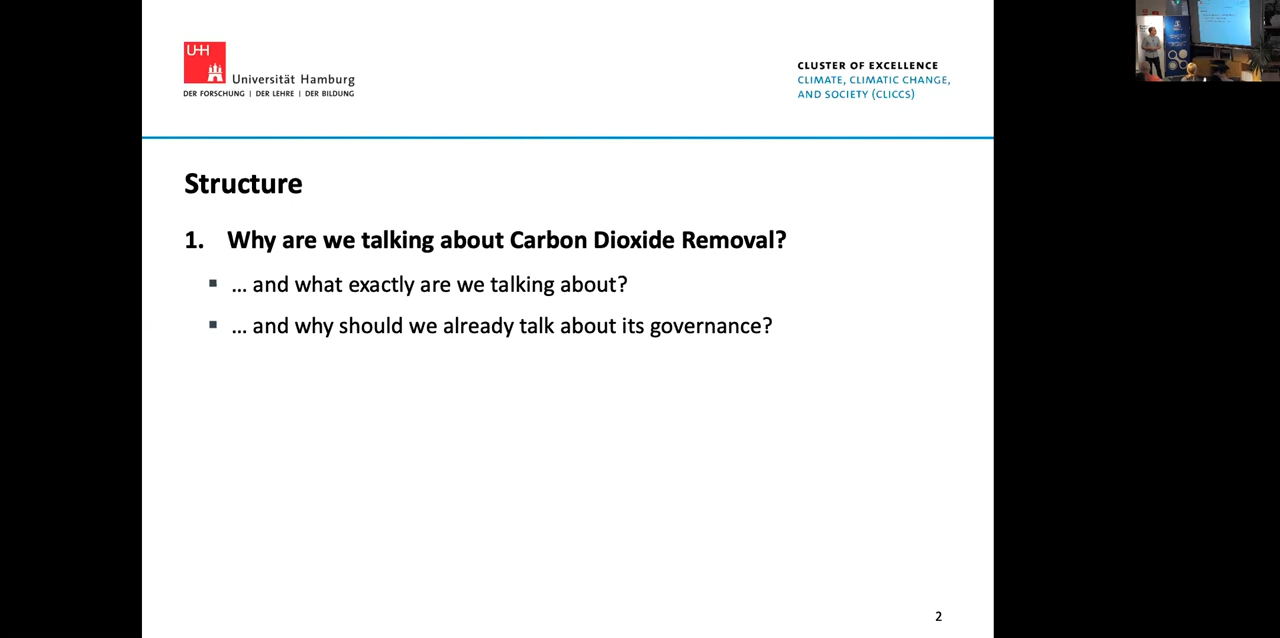 UHH
Universität Hamburg
DER FORSCHUNG | DER LEHRE | DER BILDUNG
CLUSTER OF EXCELLENCE
CLIMATE, CLIMATIC CHANGE,
AND SOCIETY (CLICCS)
Structure
1. Why are we talking about Carbon Dioxide Removal?
▪ ... and what exactly are we talking about?
▪ ... and why should we already talk about its governance?
2